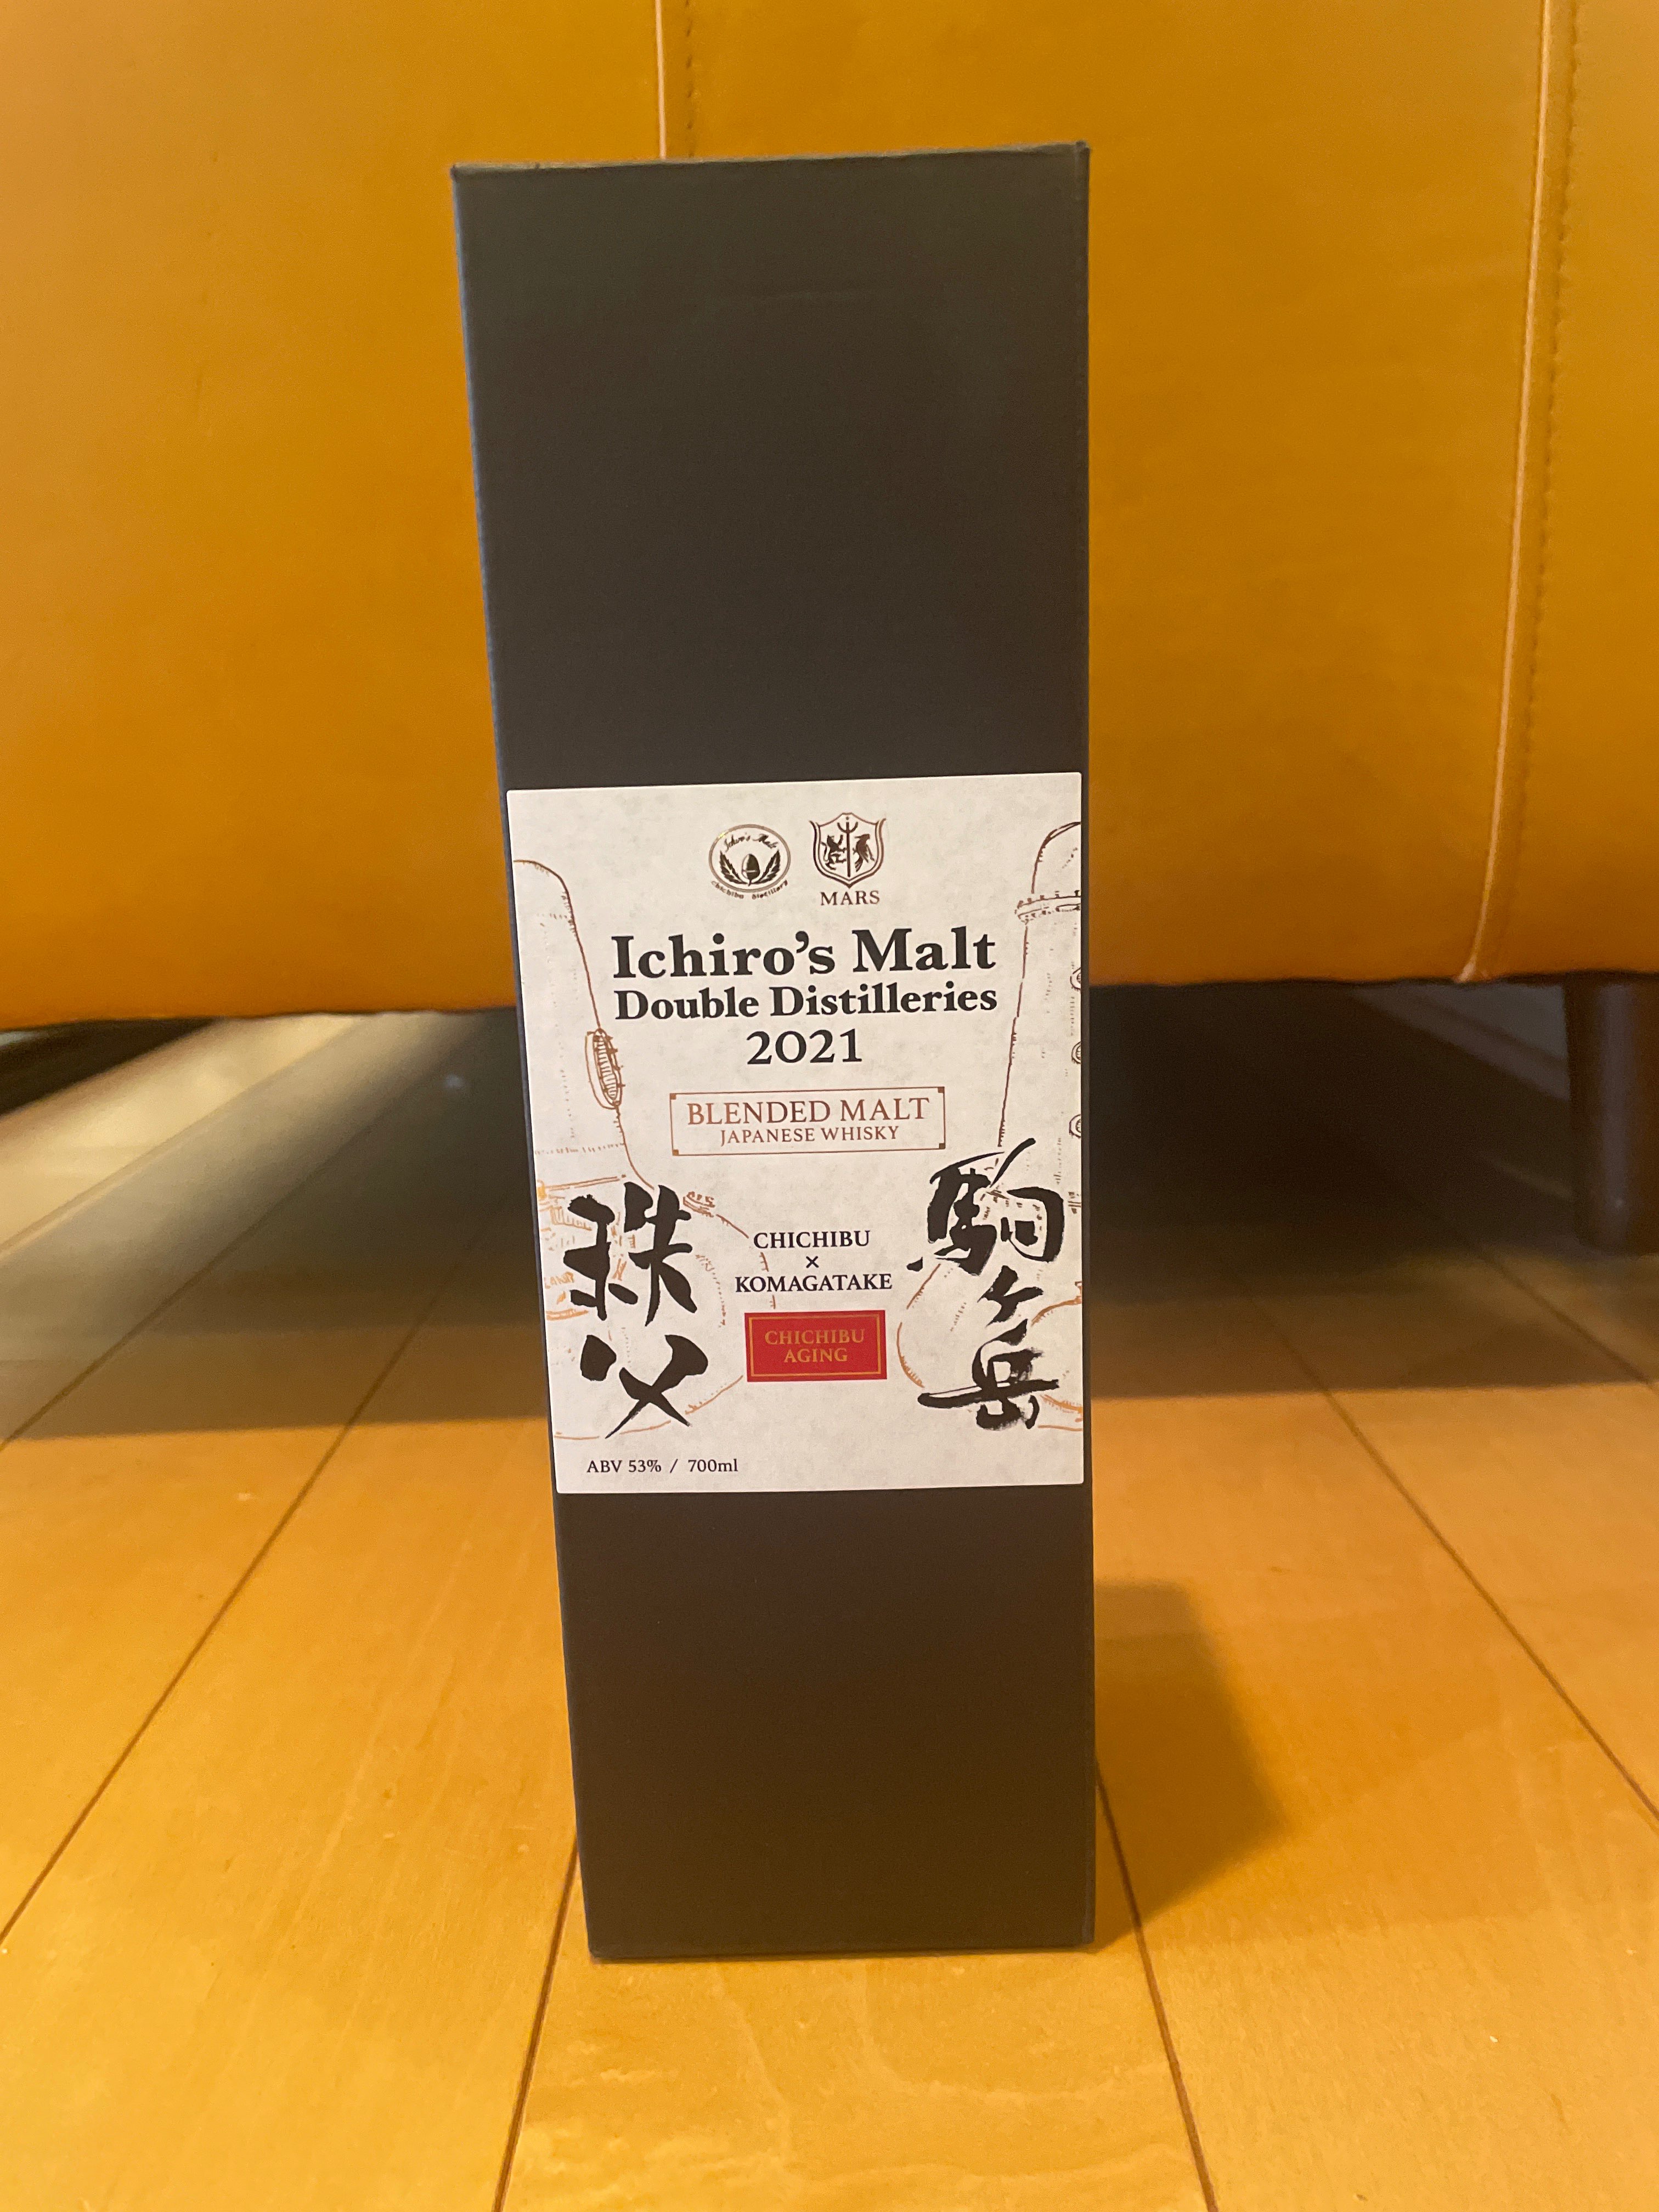 Ichiro's Malt
Chichibu Distillery
MARS
Ichiro's Malt
Double Distilleries
2021
BLENDED MALT
JAPANESE WHISKY
秩父
CHICHIBU
×
KOMAGATAKE
駒ヶ岳
CHICHIBU
AGING
ABV 53% / 700ml